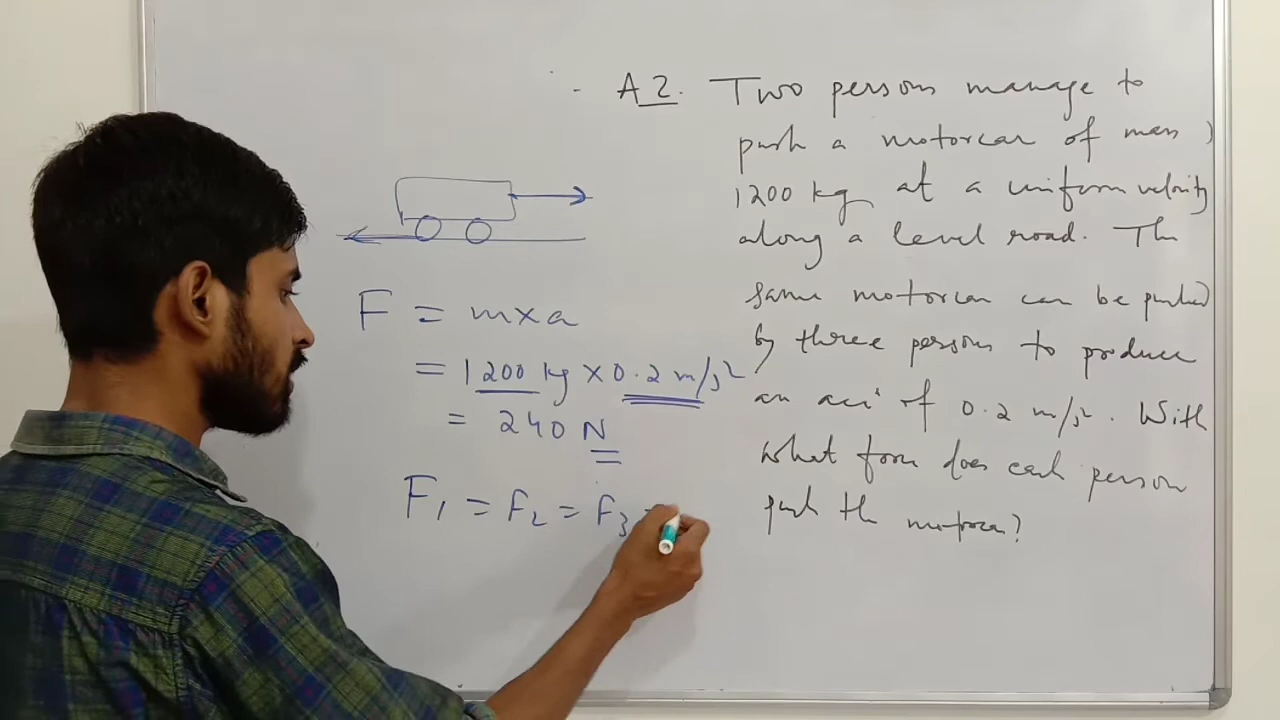 A2. Two persons manage to
push a motorcar of mass
1200 kg at a uniform velocity
along a level road. The
same motorcar can be pushed
by three persons to produce
an accⁿ of 0.2 m/s². With
what force does each person
push the motorcar?
F = m×a
= 1200 kg × 0.2 m/s²
= 240 N
F₁ = F₂ = F₃ =